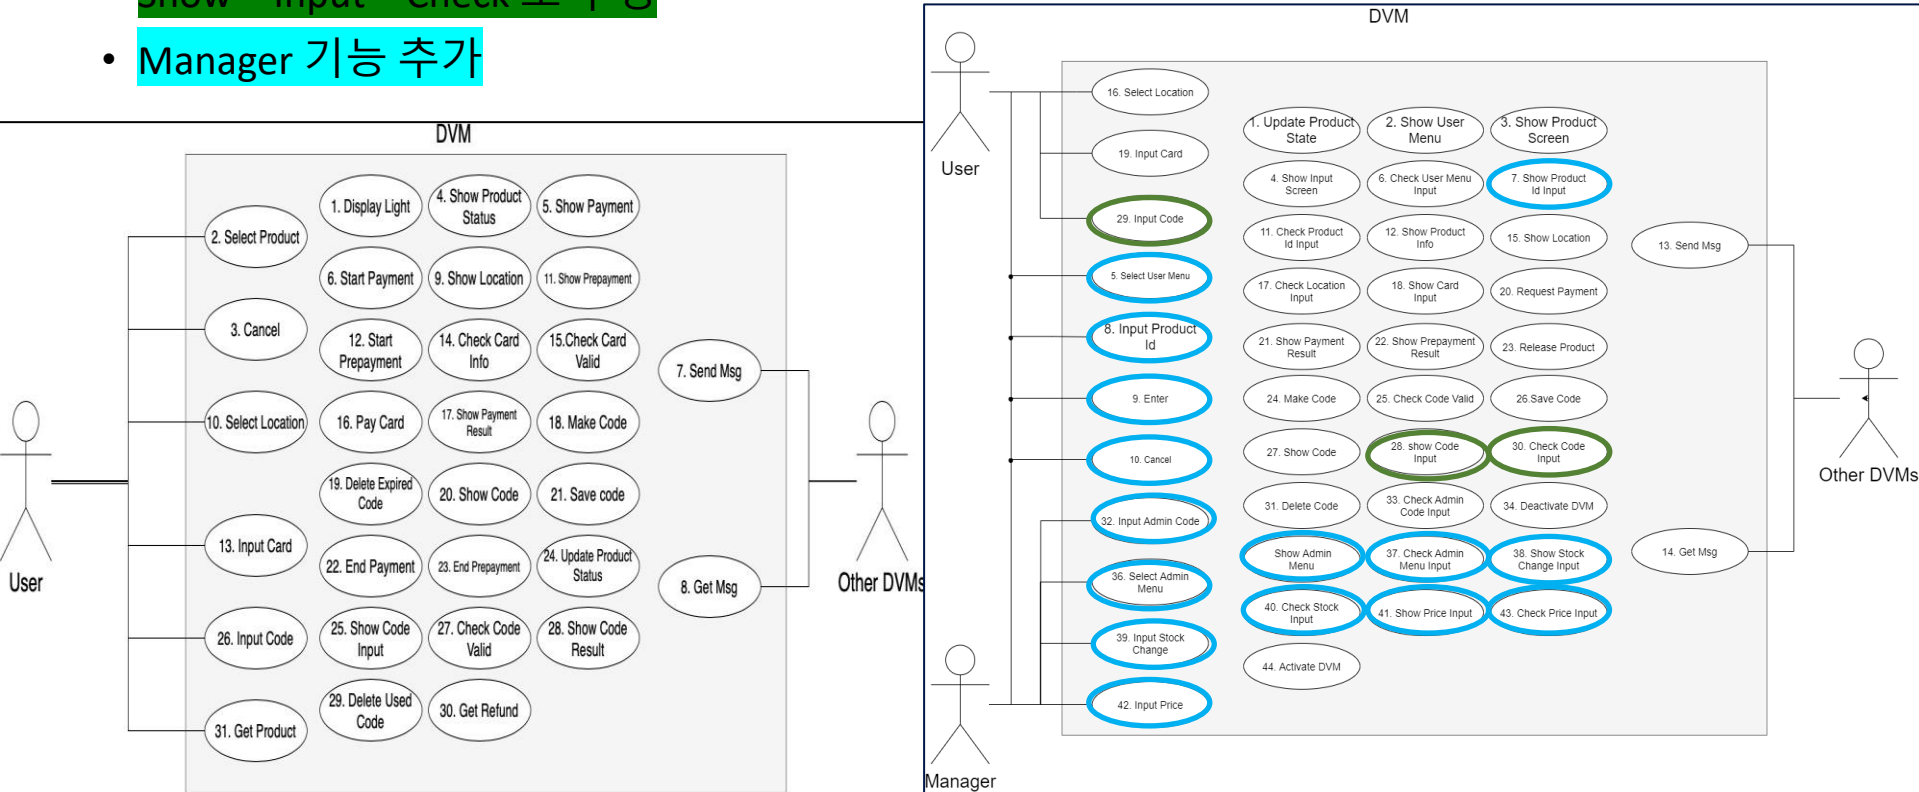 Show – Input – Check 로 구성
• Manager 기능 추가
DVM
1. Display Light
4. Show Product
Status
5. Show Payment
2. Select Product
6. Start Payment
9. Show Location
11. Show Prepayment
3. Cancel
12. Start
Prepayment
14. Check Card
Info
15.Check Card
Valid
7. Send Msg
10. Select Location
16. Pay Card
17. Show Payment
Result
18. Make Code
19. Delete Expired
Code
20. Show Code
21. Save code
13. Input Card
22. End Payment
23. End Prepayment
24. Update Product
Status
8. Get Msg
User
Other DVMs
26. Input Code
25. Show Code
Input
27. Check Code
Valid
28. Show Code
Result
29. Delete Used
Code
30. Get Refund
31. Get Product
DVM
User
16. Select Location
1. Update Product
State
2. Show User
Menu
3. Show Product
Screen
19. Input Card
4. Show Input
Screen
6. Check User Menu
Input
7. Show Product
Id Input
29. Input Code
11. Check Product
Id Input
12. Show Product
Info
15. Show Location
13. Send Msg
5. Select User Menu
17. Check Location
Input
18. Show Card
Input
20. Request Payment
8. Input Product
Id
21. Show Payment
Result
22. Show Prepayment
Result
23. Release Product
9. Enter
24. Make Code
25. Check Code Valid
26.Save Code
10. Cancel
27. Show Code
28. show Code
Input
30. Check Code
Input
Other DVMs
32. Input Admin Code
31. Delete Code
33. Check Admin
Code Input
34. Deactivate DVM
36. Select Admin
Menu
Show Admin
Menu
37. Check Admin
Menu Input
38. Show Stock
Change Input
14. Get Msg
39. Input Stock
Change
40. Check Stock
Input
41. Show Price Input
43. Check Price Input
42. Input Price
44. Activate DVM
Manager